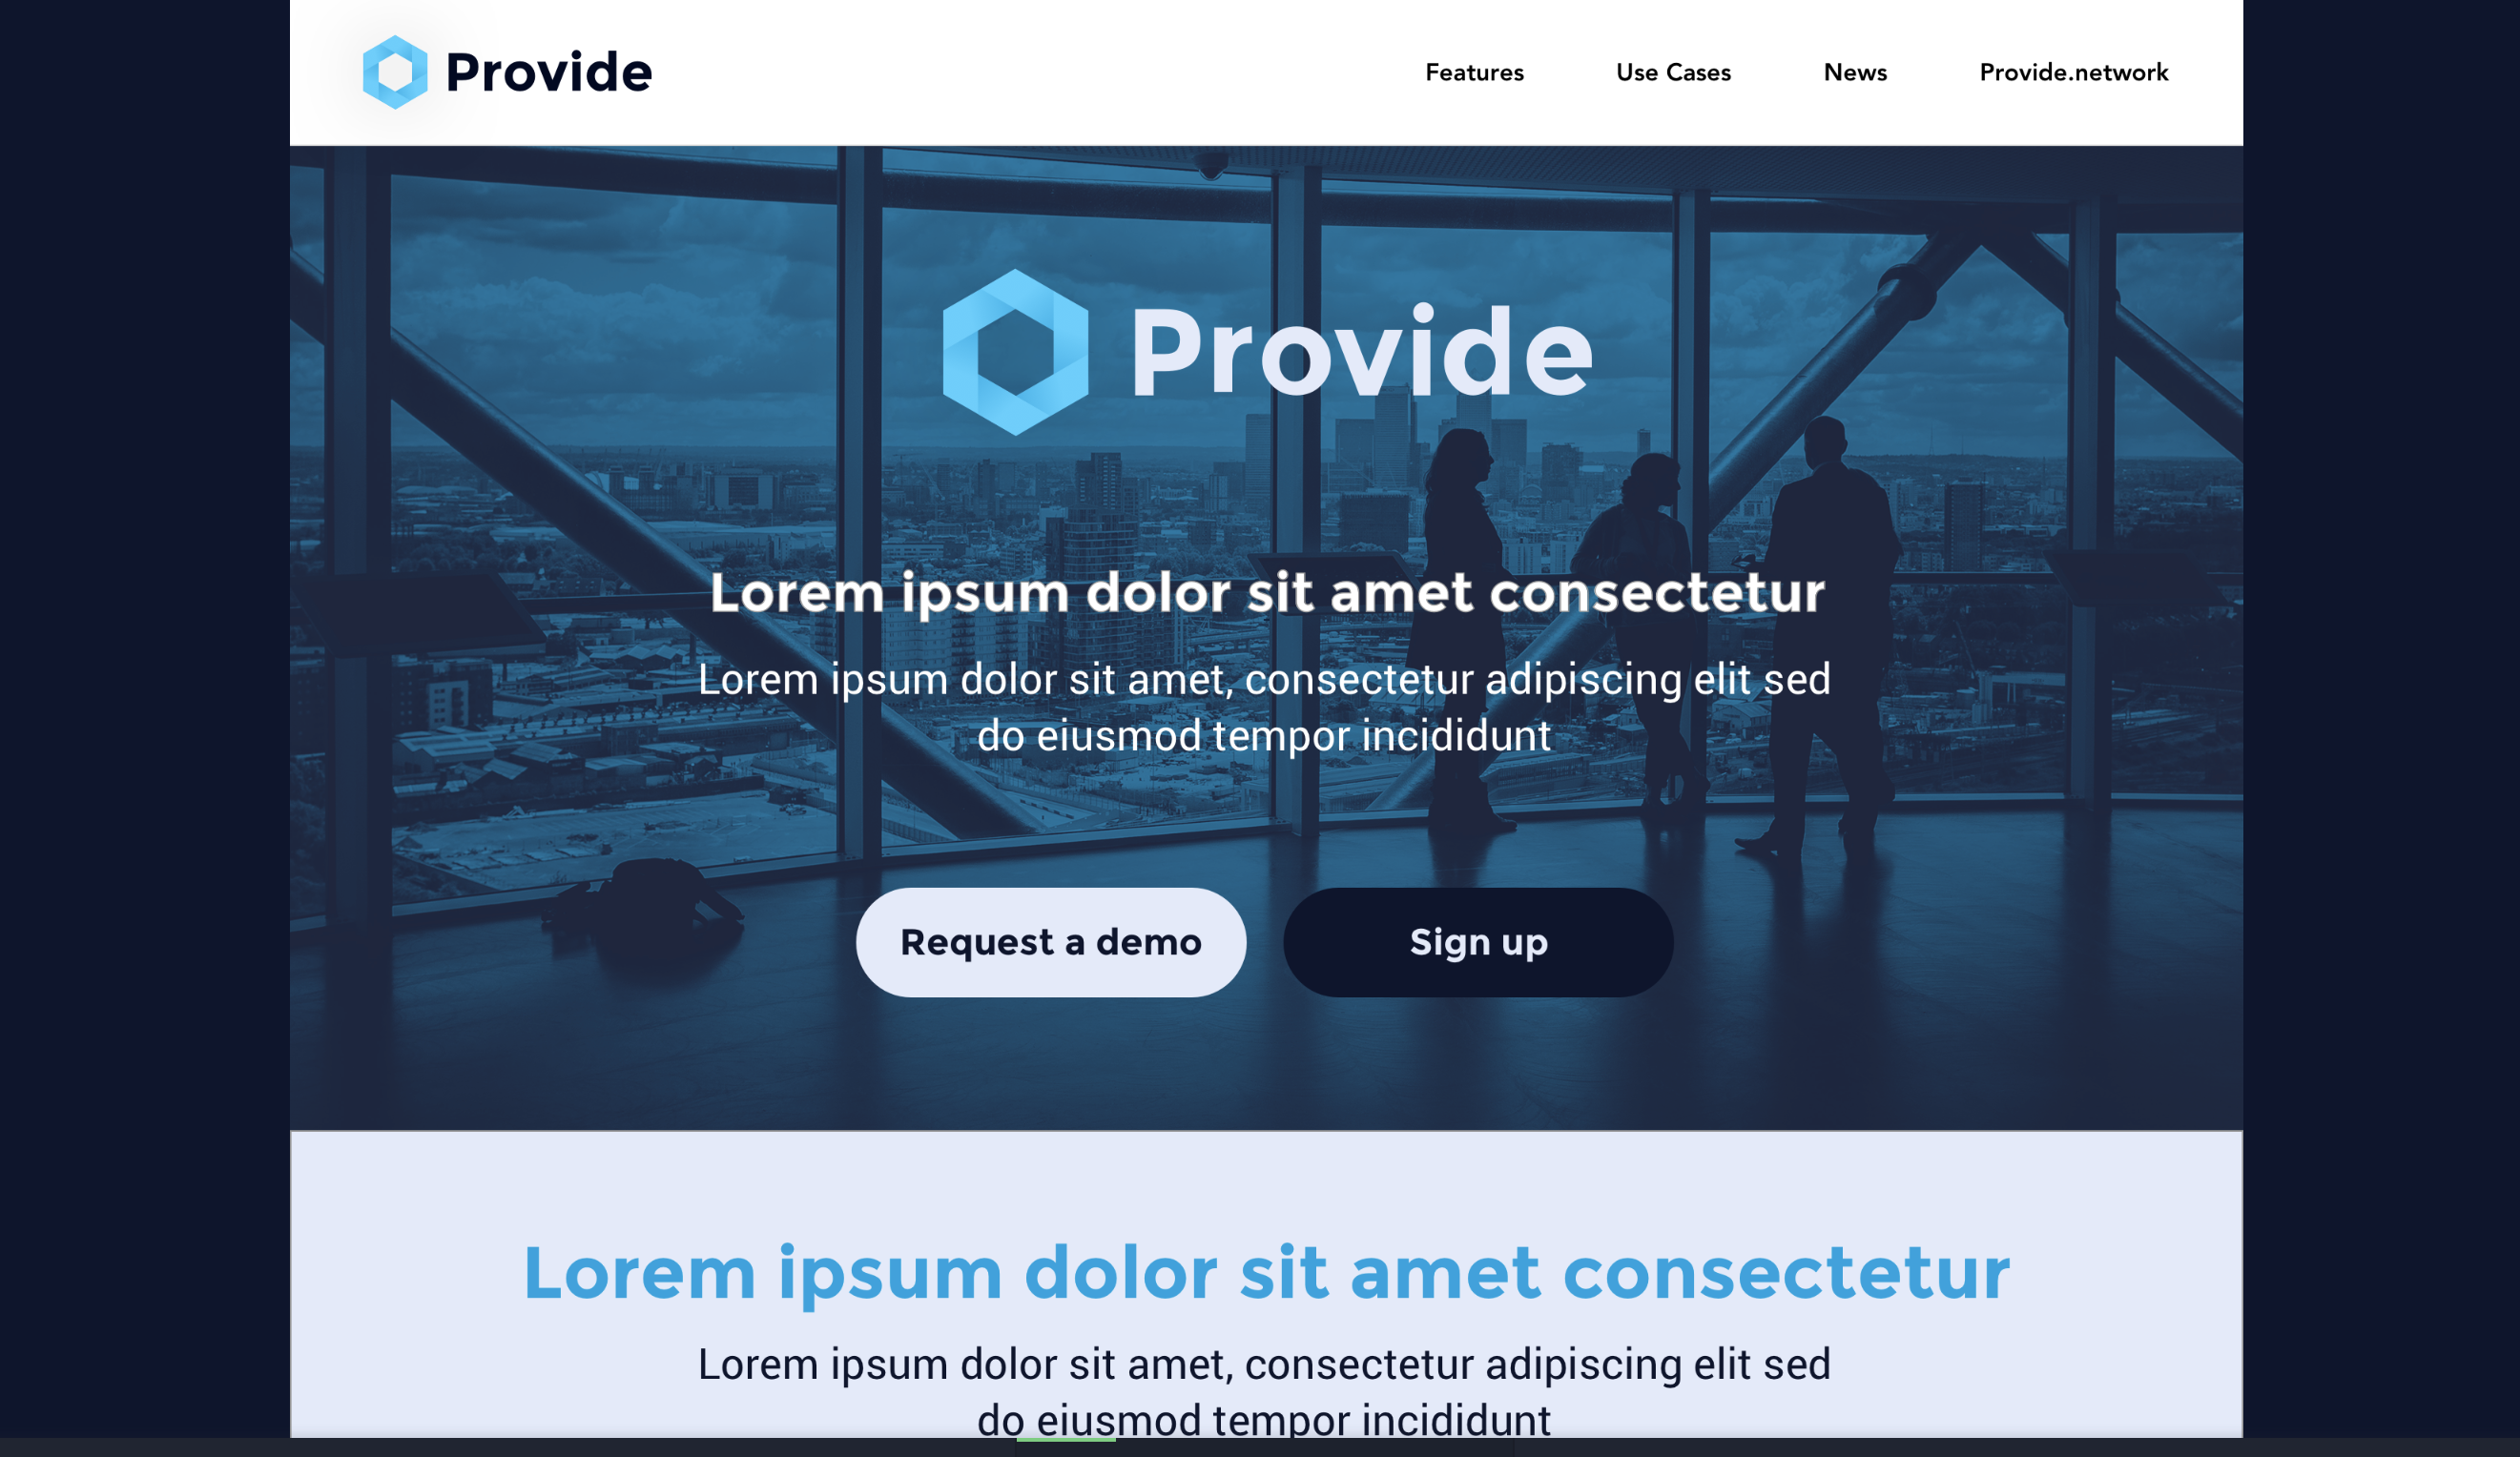 Provide
Features
Use Cases
News
Provide.network
Provide
Lorem ipsum dolor sit amet consectetur
Lorem ipsum dolor sit amet, consectetur adipiscing elit sed
do eiusmod tempor incididunt
Request a demo
Sign up
Lorem ipsum dolor sit amet consectetur
Lorem ipsum dolor sit amet, consectetur adipiscing elit sed
do eiusmod tempor incididunt